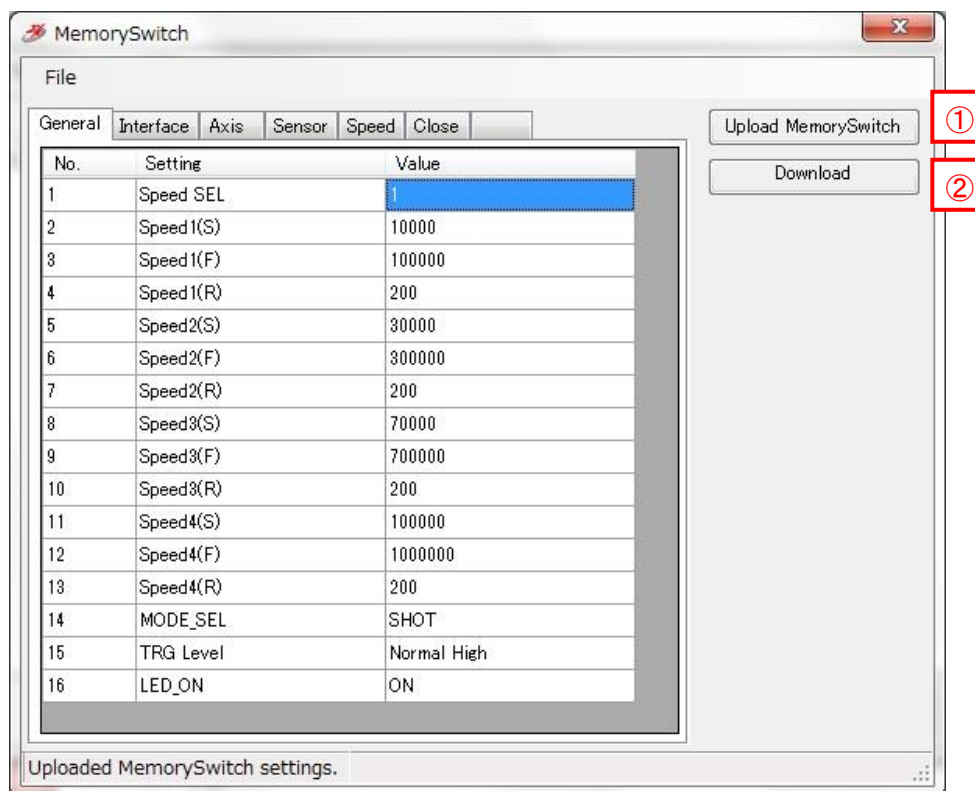 MemorySwitch
X
File
General Interface Axis Sensor Speed Close
Upload MemorySwitch ①
Download ②
No. Setting Value
1 Speed SEL 1
2 Speed1(S) 10000
3 Speed1(F) 100000
4 Speed1(R) 200
5 Speed2(S) 30000
6 Speed2(F) 300000
7 Speed2(R) 200
8 Speed3(S) 70000
9 Speed3(F) 700000
10 Speed3(R) 200
11 Speed4(S) 100000
12 Speed4(F) 1000000
13 Speed4(R) 200
14 MODE_SEL SHOT
15 TRG Level Normal High
16 LED_ON ON
Uploaded MemorySwitch settings.